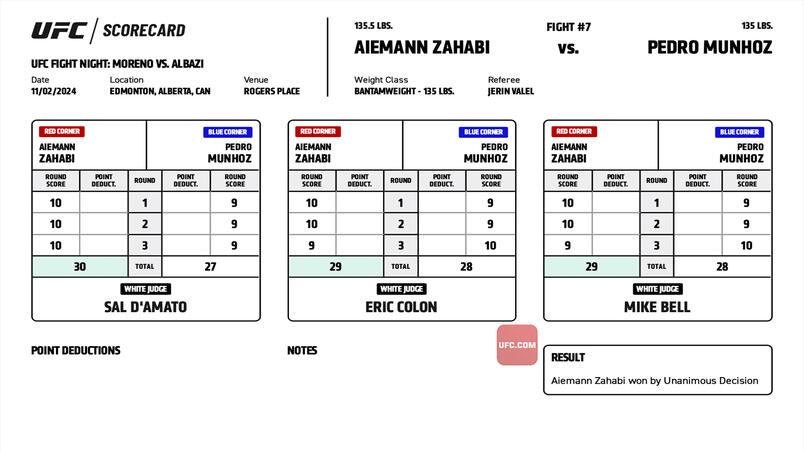 UFC / SCORECARD
UFC FIGHT NIGHT: MORENO VS. ALBAZI
Date Location Venue
11/02/2024 EDMONTON, ALBERTA, CAN ROGERS PLACE
135.5 LBS. FIGHT #7 135 LBS.
AIEMANN ZAHABI vs. PEDRO MUNHOZ
Weight Class Referee
BANTAMWEIGHT - 135 LBS. JERIN VALEL
RED CORNER BLUE CORNER
AIEMANN PEDRO
ZAHABI MUNHOZ
ROUND SCORE POINT DEDUCT. ROUND POINT DEDUCT. ROUND SCORE
10 1 9
10 2 9
10 3 9
30 TOTAL 27
WHITE JUDGE
SAL D'AMATO
RED CORNER BLUE CORNER
AIEMANN PEDRO
ZAHABI MUNHOZ
ROUND SCORE POINT DEDUCT. ROUND POINT DEDUCT. ROUND SCORE
10 1 9
10 2 9
9 3 10
29 TOTAL 28
WHITE JUDGE
ERIC COLON
RED CORNER BLUE CORNER
AIEMANN PEDRO
ZAHABI MUNHOZ
ROUND SCORE POINT DEDUCT. ROUND POINT DEDUCT. ROUND SCORE
10 1 9
10 2 9
9 3 10
29 TOTAL 28
WHITE JUDGE
MIKE BELL
POINT DEDUCTIONS
NOTES
UFC.COM
RESULT
Aiemann Zahabi won by Unanimous Decision